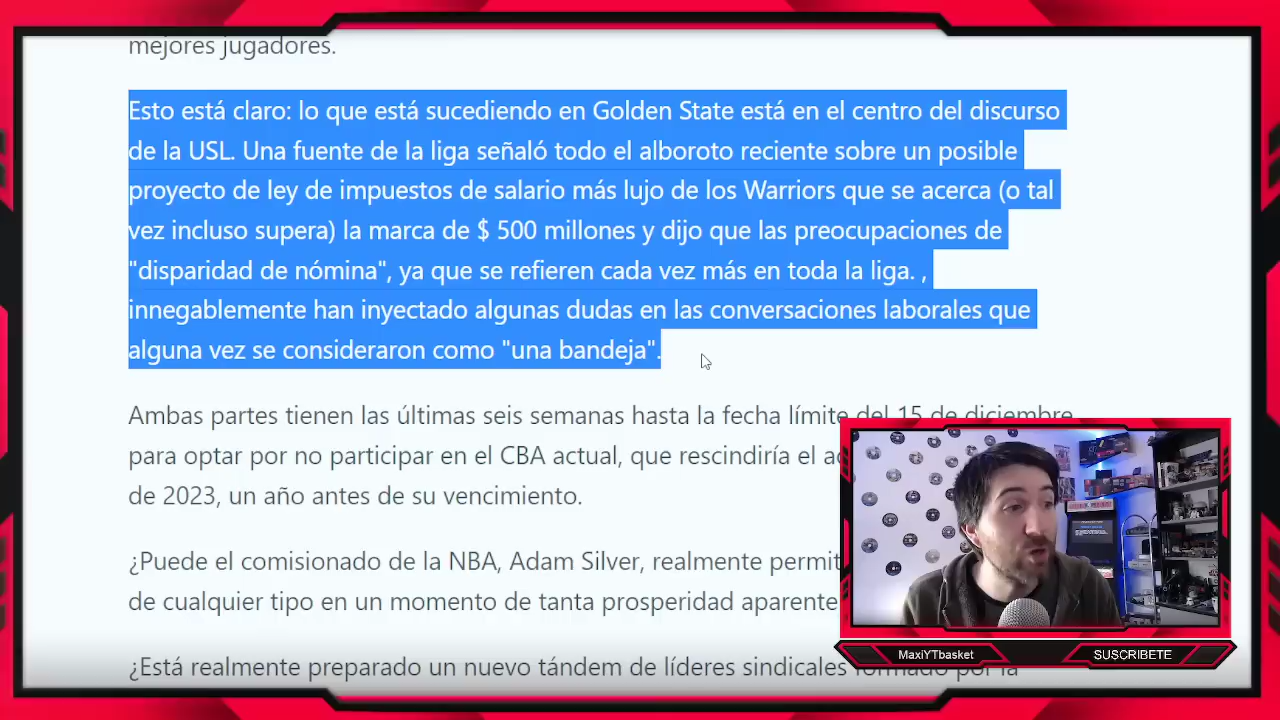 mejores jugadores.
Esto está claro: lo que está sucediendo en Golden State está en el centro del discurso
de la USL. Una fuente de la liga señaló todo el alboroto reciente sobre un posible
proyecto de ley de impuestos de salario más lujo de los Warriors que se acerca (o tal
vez incluso supera) la marca de $ 500 millones y dijo que las preocupaciones de
"disparidad de nómina", ya que se refieren cada vez más en toda la liga. ,
innegablemente han inyectado algunas dudas en las conversaciones laborales que
alguna vez se consideraron como "una bandeja".
Ambas partes tienen las últimas seis semanas hasta la fecha límite del 15 de diciembre
para optar por no participar en el CBA actual, que rescindiría el
de 2023, un año antes de su vencimiento.
¿Puede el comisionado de la NBA, Adam Silver, realmente
de cualquier tipo en un momento de tanta prosperidad aparente
¿Está realmente preparado un nuevo tándem de líderes sindicales formado por la
MaxiYTbasket
SUSCRIBETE